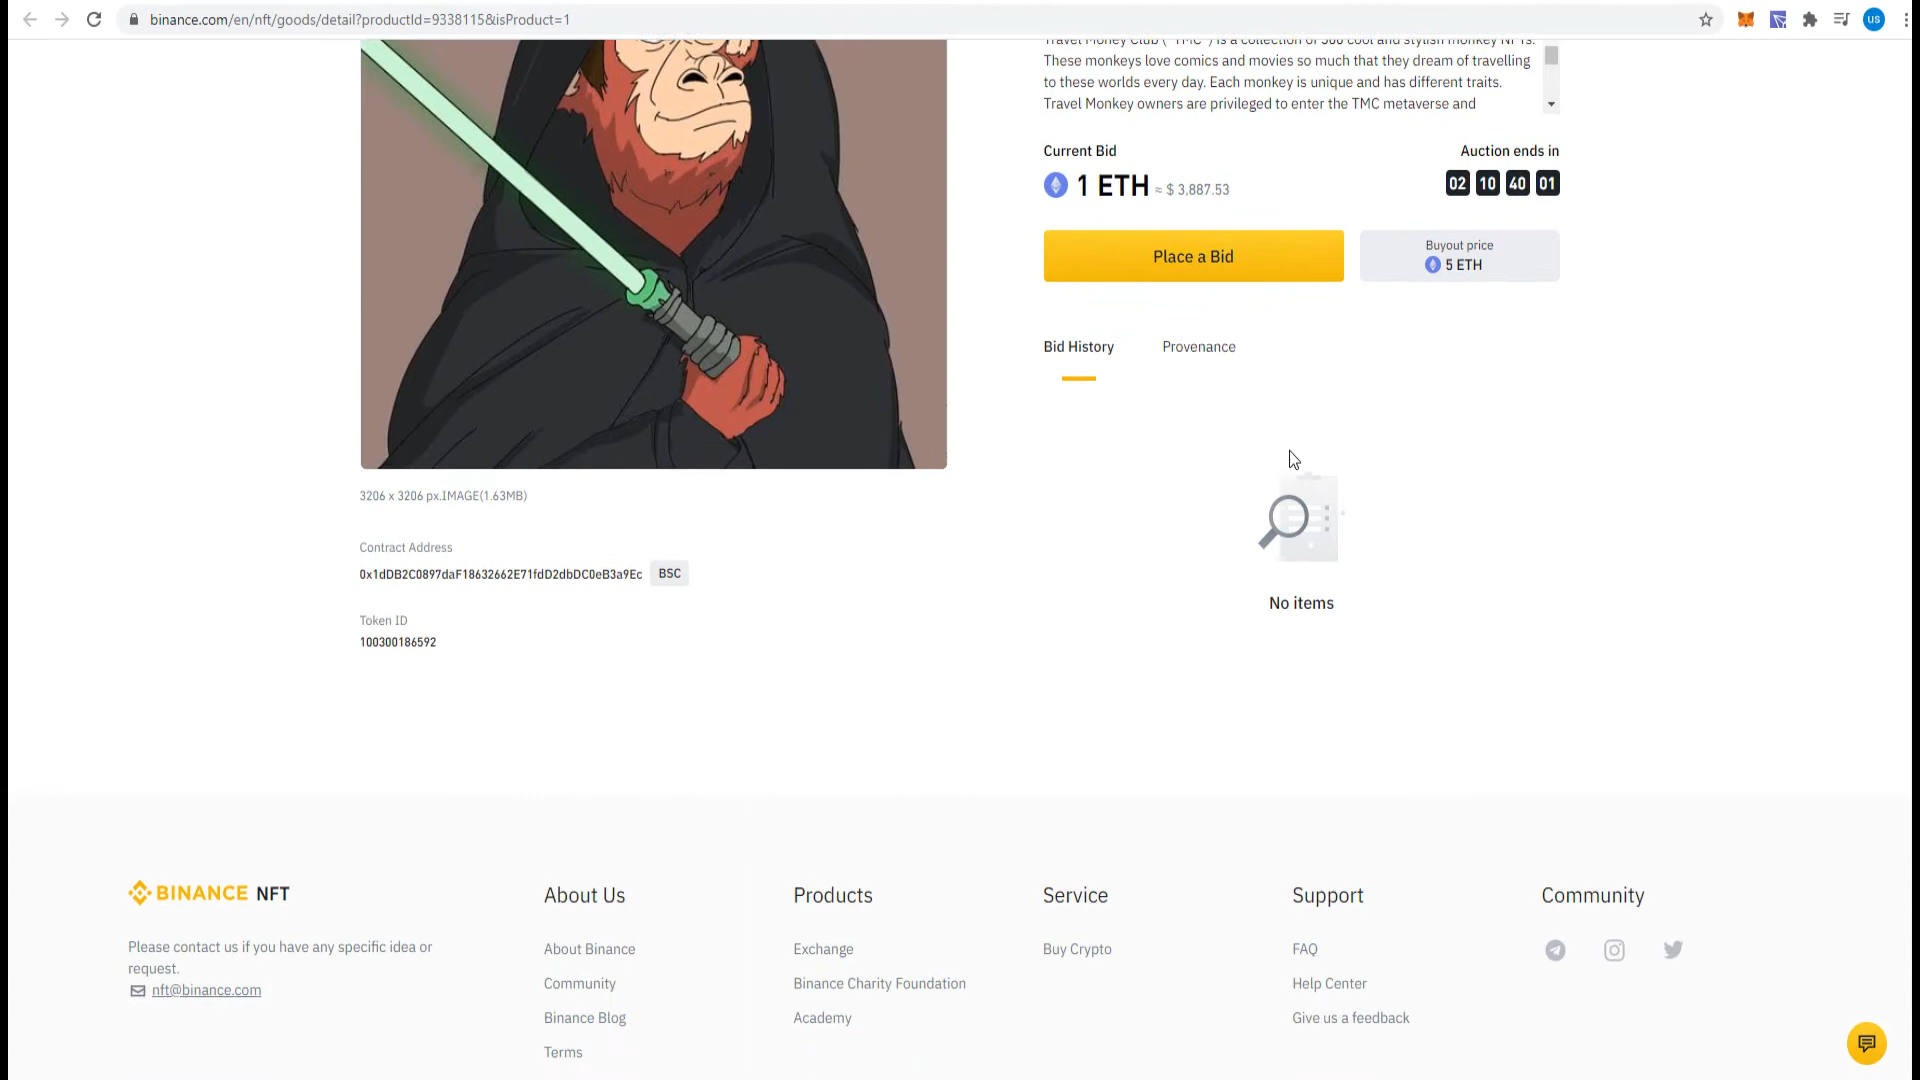 binance.com/en/nft/goods/detail?productId=9338115&isProduct=1
us
These monkeys love comics and movies so much that they dream of travelling
to these worlds every day. Each monkey is unique and has different traits.
Travel Monkey owners are privileged to enter the TMC metaverse and
Current Bid
Auction ends in
1 ETH ≈ $ 3,887.53
02 10 40 01
Place a Bid
Buyout price
5 ETH
Bid History
Provenance
No items
3206 x 3206 px.IMAGE(1.63MB)
Contract Address
0x1dDB2C0897daF18632662E71fdD2dbDC0eB3a9Ec BSC
Token ID
100300186592
BINANCE NFT
Please contact us if you have any specific idea or
request.
nft@binance.com
About Us
About Binance
Community
Binance Blog
Terms
Products
Exchange
Binance Charity Foundation
Academy
Service
Buy Crypto
Support
FAQ
Help Center
Give us a feedback
Community